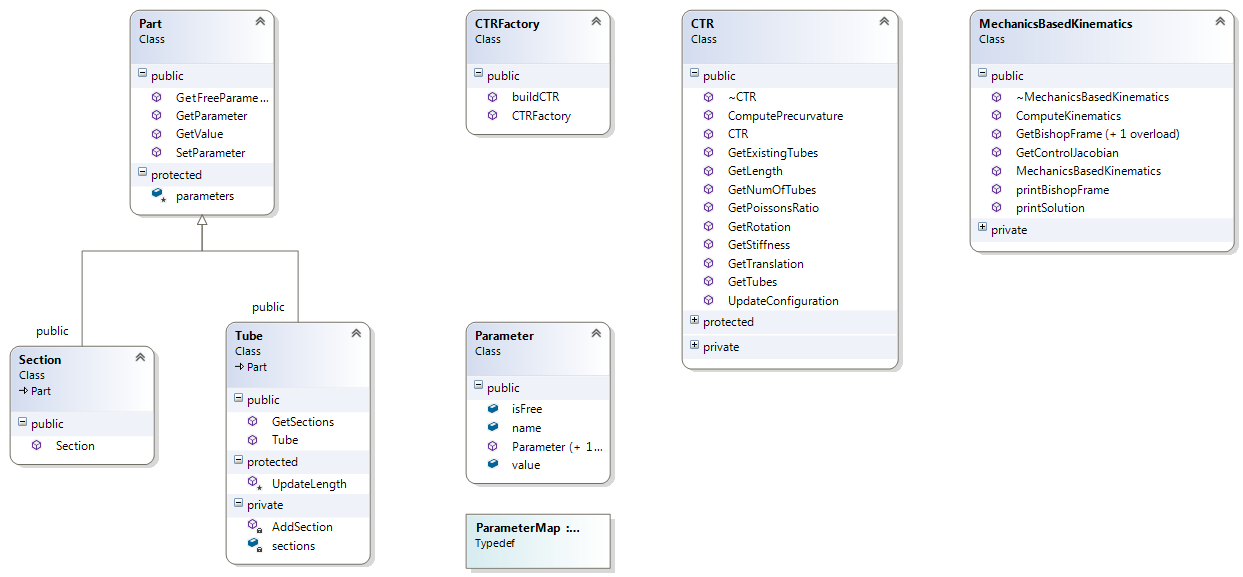 Part
Class
public
GetFreeParame...
GetParameter
GetValue
SetParameter
protected
parameters
CTRFactory
Class
public
buildCTR
CTRFactory
CTR
Class
public
~CTR
ComputePrecurvature
CTR
GetExistingTubes
GetLength
GetNumOfTubes
GetPoissonsRatio
GetRotation
GetStiffness
GetTranslation
GetTubes
UpdateConfiguration
protected
private
MechanicsBasedKinematics
Class
public
~MechanicsBasedKinematics
ComputeKinematics
GetBishopFrame (+ 1 overload)
GetControlJacobian
MechanicsBasedKinematics
printBishopFrame
printSolution
private
public
public
Section
Class
Part
public
Section
Tube
Class
Part
public
GetSections
Tube
protected
UpdateLength
private
AddSection
sections
Parameter
Class
public
isFree
name
Parameter (+ 1...
value
ParameterMap :...
Typedef